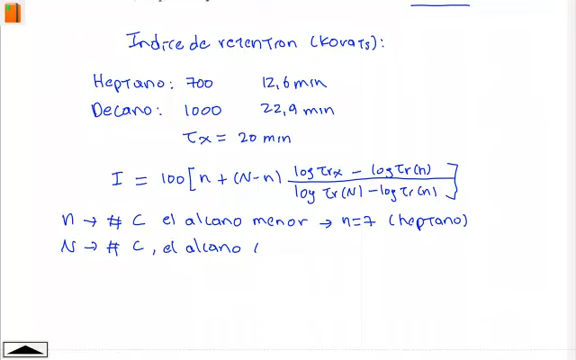 Indice de retention (Kovats):
Heptano: 700 12,6 min
Decano: 1000 22,9 min
τx = 20 min
I = 100 [ n + (N-n) (log τrx - log τr(n)) / (log τr(N) - log τr(n)) ]
n → # C el alcano menor → n=7 (heptano)
N → # C, el alcano (